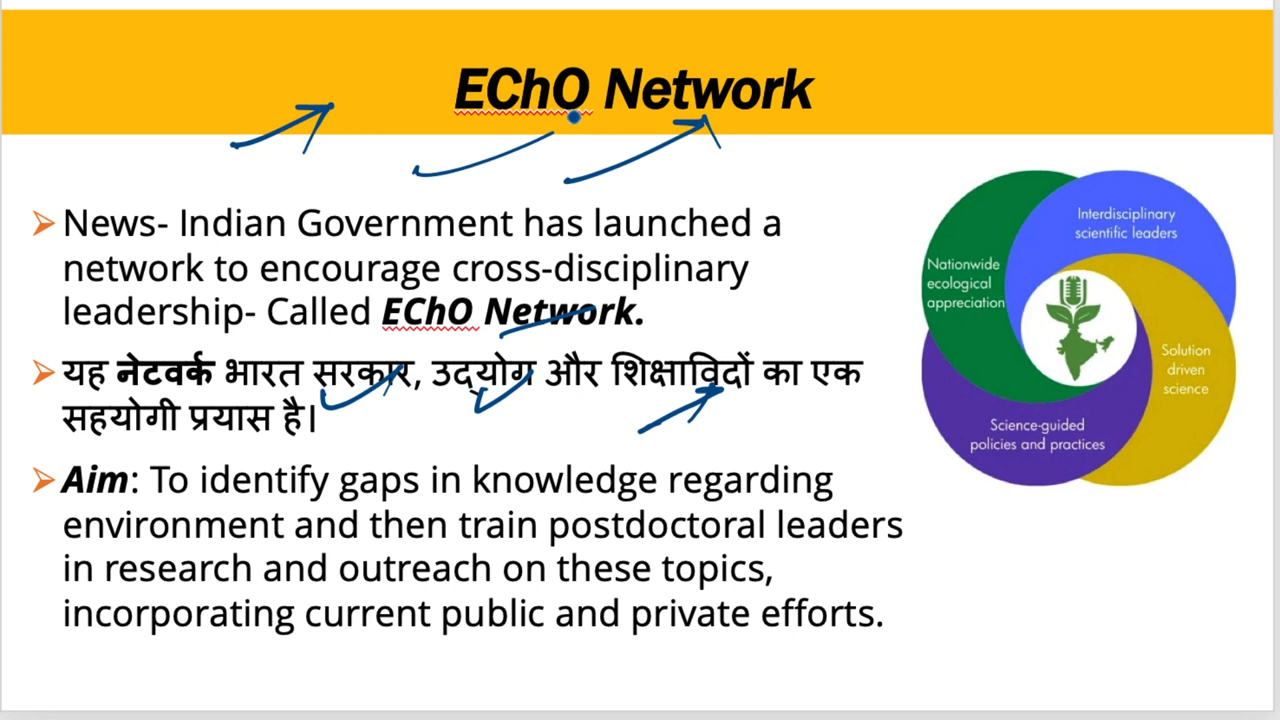 EChO Network
News- Indian Government has launched a
network to encourage cross-disciplinary
leadership- Called EChO Network.
यह नेटवर्क भारत सरकार, उद्योग और शिक्षाविदों का एक
सहयोगी प्रयास है।
Aim: To identify gaps in knowledge regarding
environment and then train postdoctoral leaders
in research and outreach on these topics,
incorporating current public and private efforts.
Interdisciplinary
scientific leaders
Nationwide
ecological
appreciation
Solution
driven
science
Science-guided
policies and practices